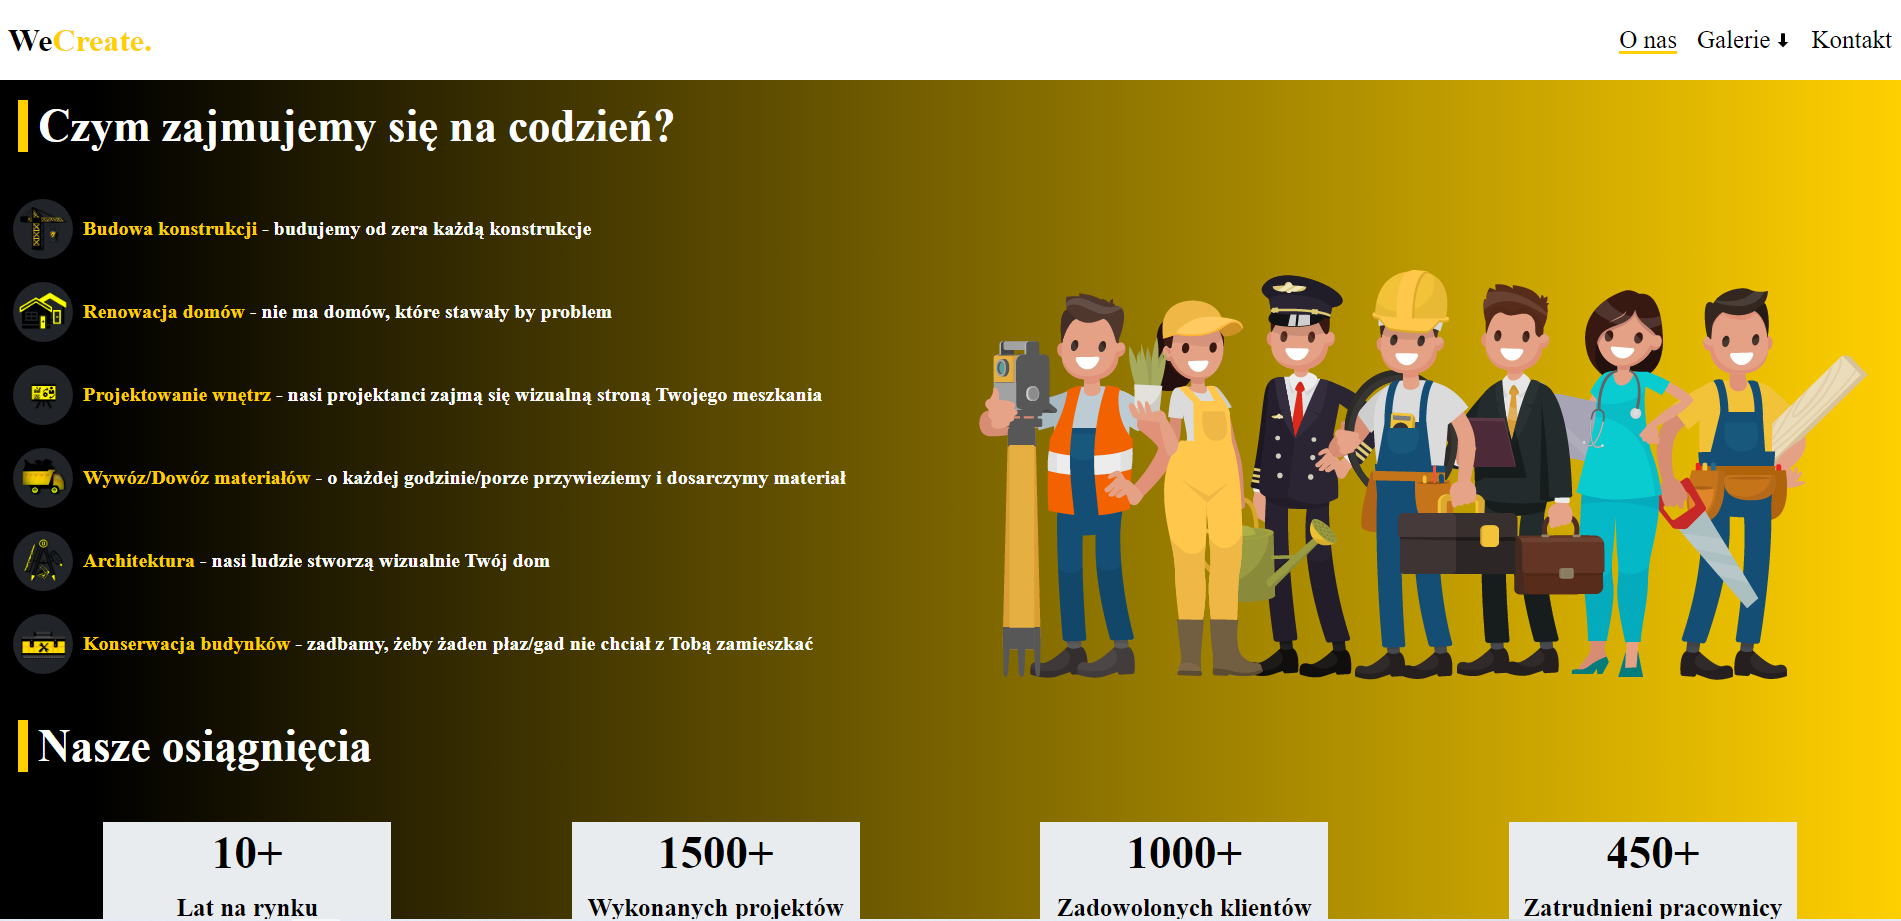 WeCreate.
O nas Galerie Kontakt
Czym zajmujemy się na codzień?
Budowa konstrukcji - budujemy od zera każdą konstrukcje
Renowacja domów - nie ma domów, które stawały by problem
Projektowanie wnętrz - nasi projektanci zajmą się wizualną stroną Twojego meszkania
Wywóz/Dowóz materiałów - o każdej godzinie/porze przywieziemy i dosarczymy materiał
Architektura - nasi ludzie stworzą wizualnie Twój dom
Konserwacja budynków - zadbamy, żeby żaden płaz/gad nie chciał z Tobą zamieszkać
Nasze osiągnięcia
10+
Lat na rynku
1500+
Wykonanych projektów
1000+
Zadowolonych klientów
450+
Zatrudnieni pracownicy